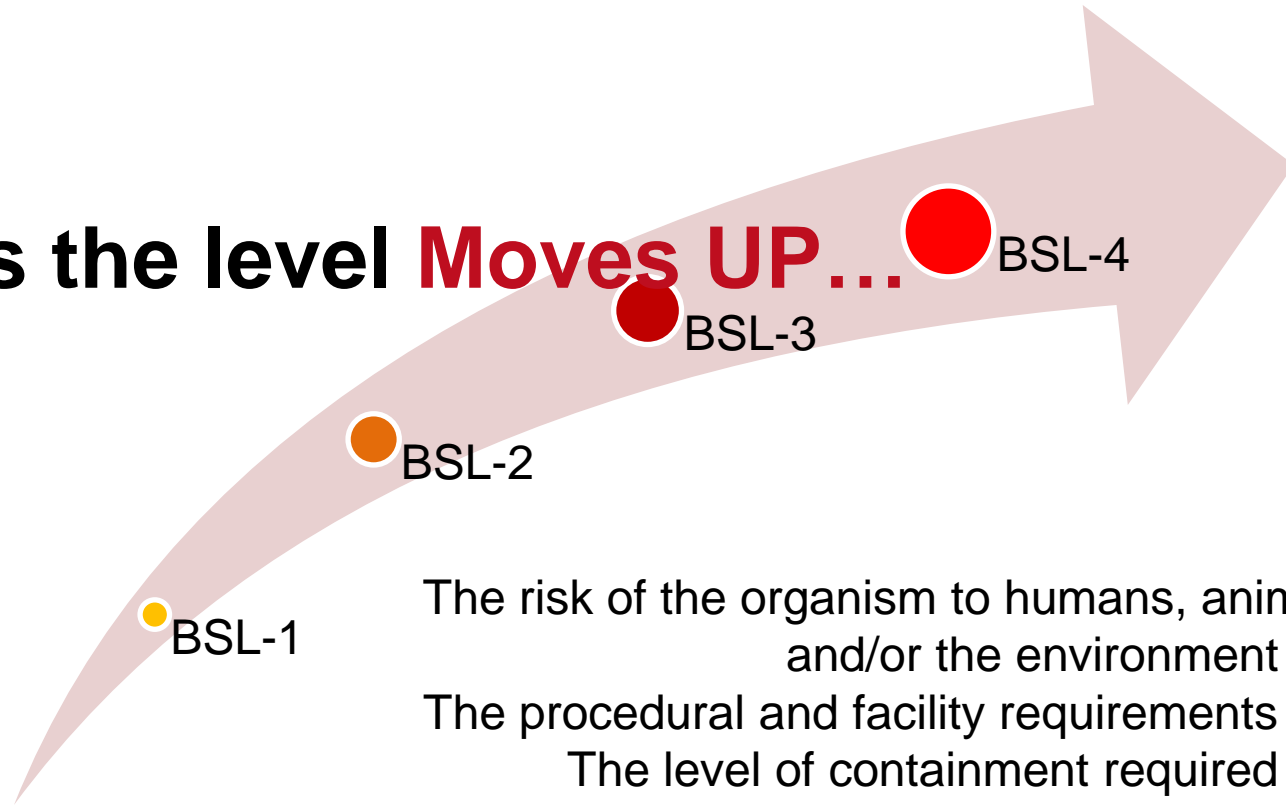 s the level Moves UP…
BSL-4
BSL-3
BSL-2
BSL-1
The risk of the organism to humans, anim
and/or the environment
The procedural and facility requirements
The level of containment required